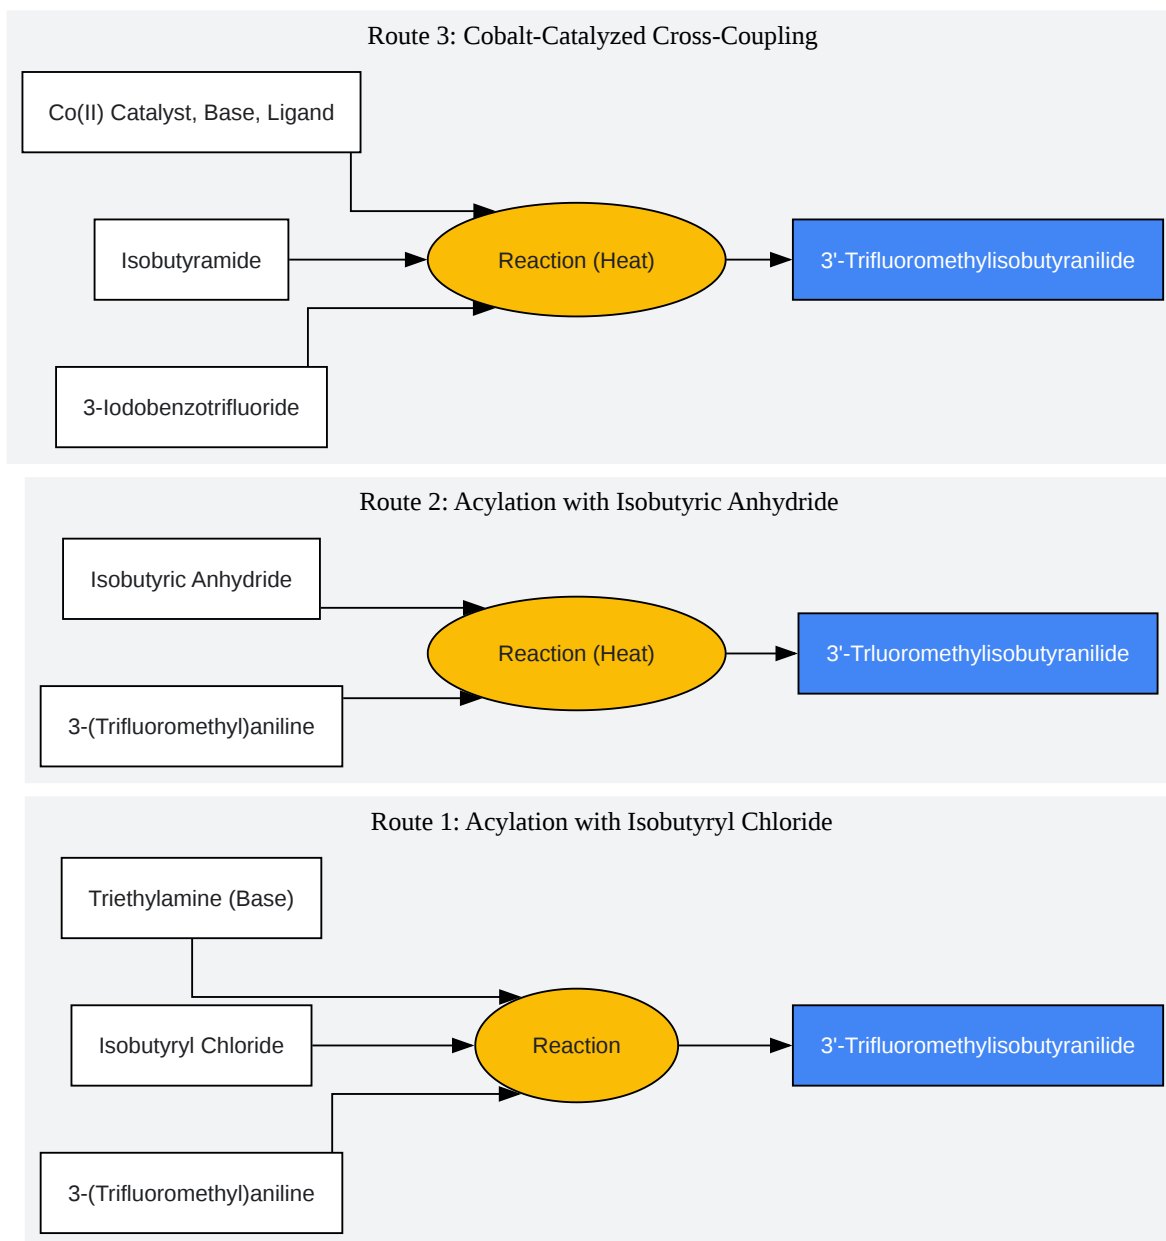 Route 3: Cobalt-Catalyzed Cross-Coupling
Co(II) Catalyst, Base, Ligand
Isobutyramide
Reaction (Heat)
3'-Trifluoromethylisobutyranilide
3-Iodobenzotrifluoride
Route 2: Acylation with Isobutyric Anhydride
Isobutyric Anhydride
Reaction (Heat)
3'-Trluoromethylisobutyranilide
3-(Trifluoromethyl)aniline
Route 1: Acylation with Isobutyryl Chloride
Triethylamine (Base)
Isobutyryl Chloride
Reaction
3'-Trifluoromethylisobutyranilide
3-(Trifluoromethyl)aniline